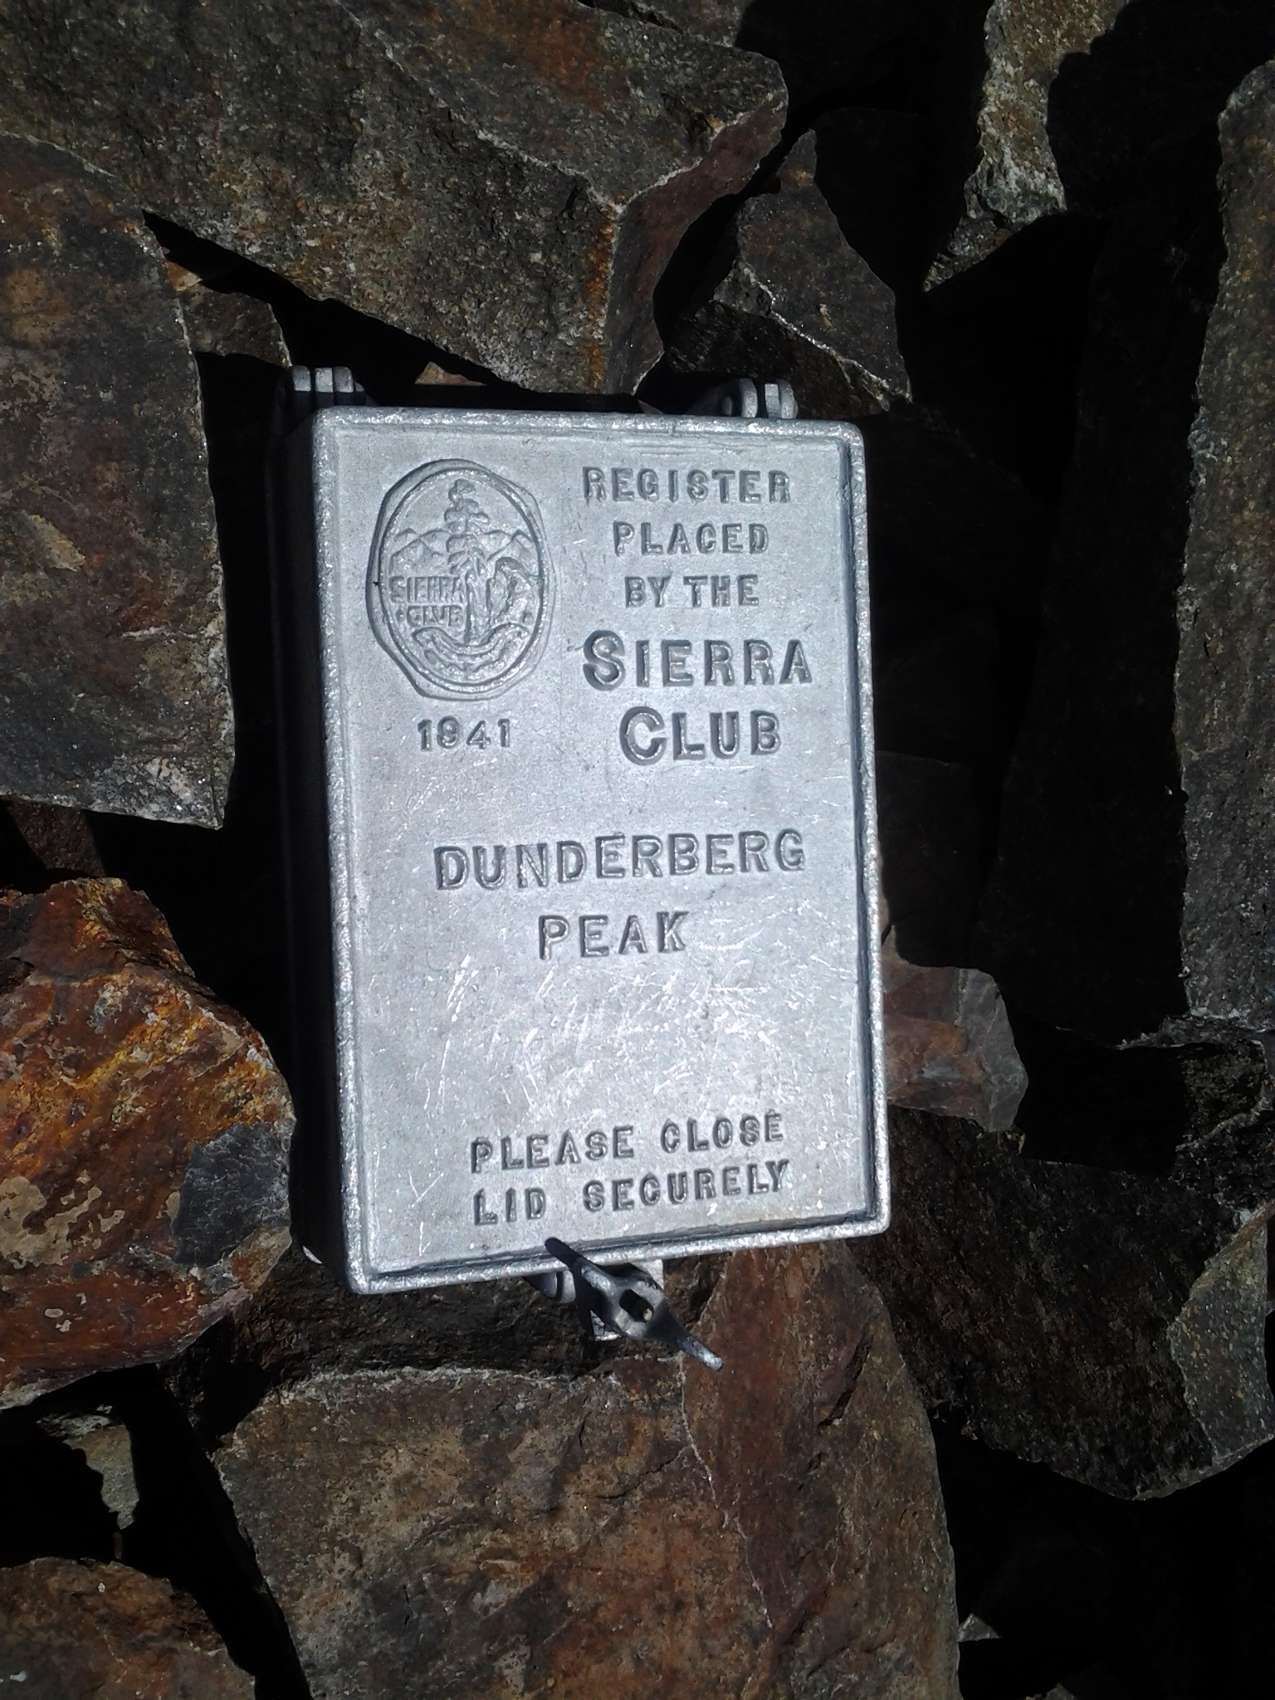 SIERRA
CLUB
1941
REGISTER
PLACED
BY THE
SIERRA
CLUB
DUNDERBERG
PEAK
PLEASE CLOSE
LID SECURELY